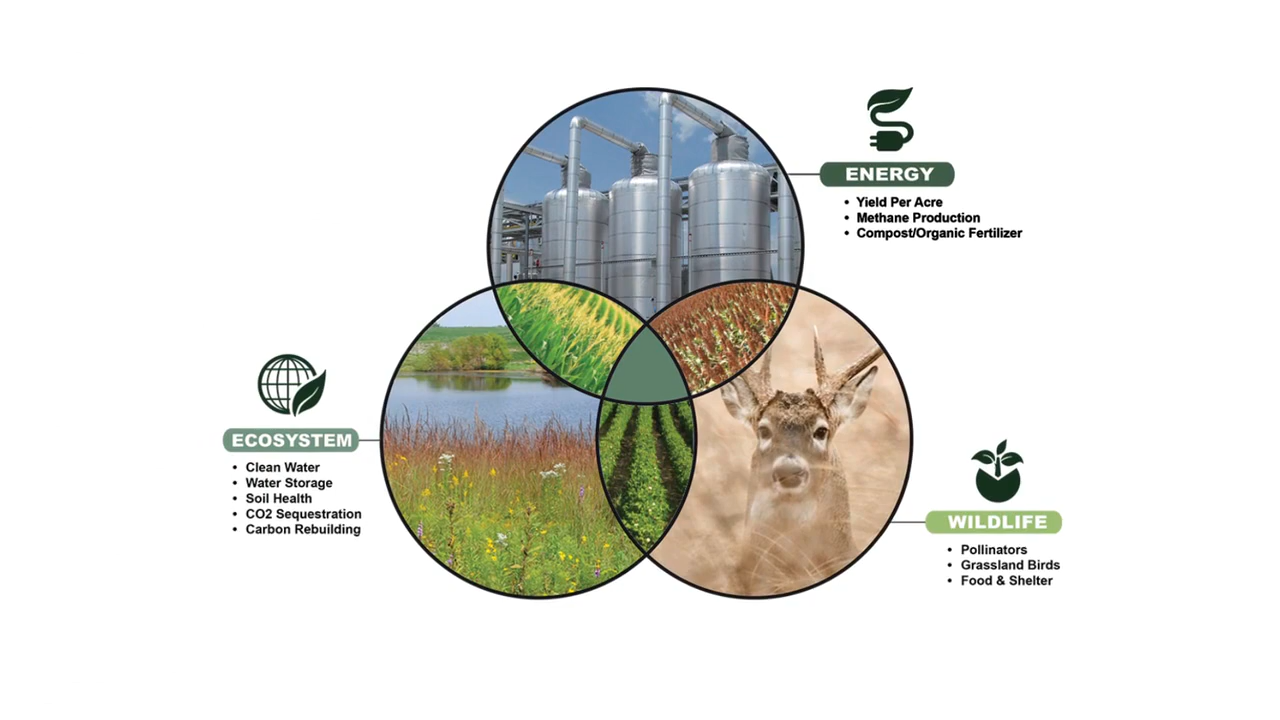 ENERGY
• Yield Per Acre
• Methane Production
• Compost/Organic Fertilizer
ECOSYSTEM
• Clean Water
• Water Storage
• Soil Health
• CO2 Sequestration
• Carbon Rebuilding
WILDLIFE
• Pollinators
• Grassland Birds
• Food & Shelter